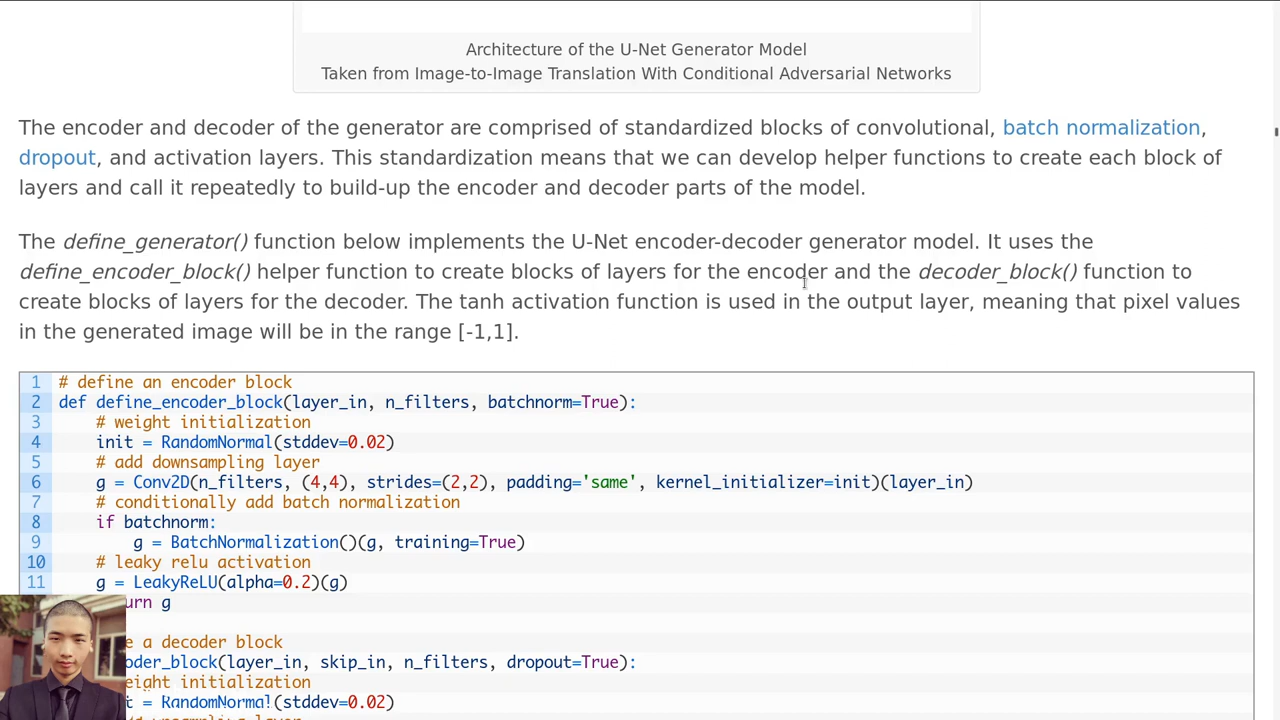 Architecture of the U-Net Generator Model
Taken from Image-to-Image Translation With Conditional Adversarial Networks
The encoder and decoder of the generator are comprised of standardized blocks of convolutional, batch normalization,
dropout, and activation layers. This standardization means that we can develop helper functions to create each block of
layers and call it repeatedly to build-up the encoder and decoder parts of the model.
The define_generator() function below implements the U-Net encoder-decoder generator model. It uses the
define_encoder_block() helper function to create blocks of layers for the encoder and the decoder_block() function to
create blocks of layers for the decoder. The tanh activation function is used in the output layer, meaning that pixel values
in the generated image will be in the range [-1,1].
1 # define an encoder block
2 def define_encoder_block(layer_in, n_filters, batchnorm=True):
3 # weight initialization
4 init = RandomNormal(stddev=0.02)
5 # add downsampling layer
6 g = Conv2D(n_filters, (4,4), strides=(2,2), padding='same', kernel_initializer=init)(layer_in)
7 # conditionally add batch normalization
8 if batchnorm:
9 g = BatchNormalization()(g, training=True)
10 # leaky relu activation
11 g = LeakyReLU(alpha=0.2)(g)
urn g
e a decoder block
oder_block(layer_in, skip_in, n_filters, dropout=True):
eight initialization
t = RandomNormal(stddev=0.02)